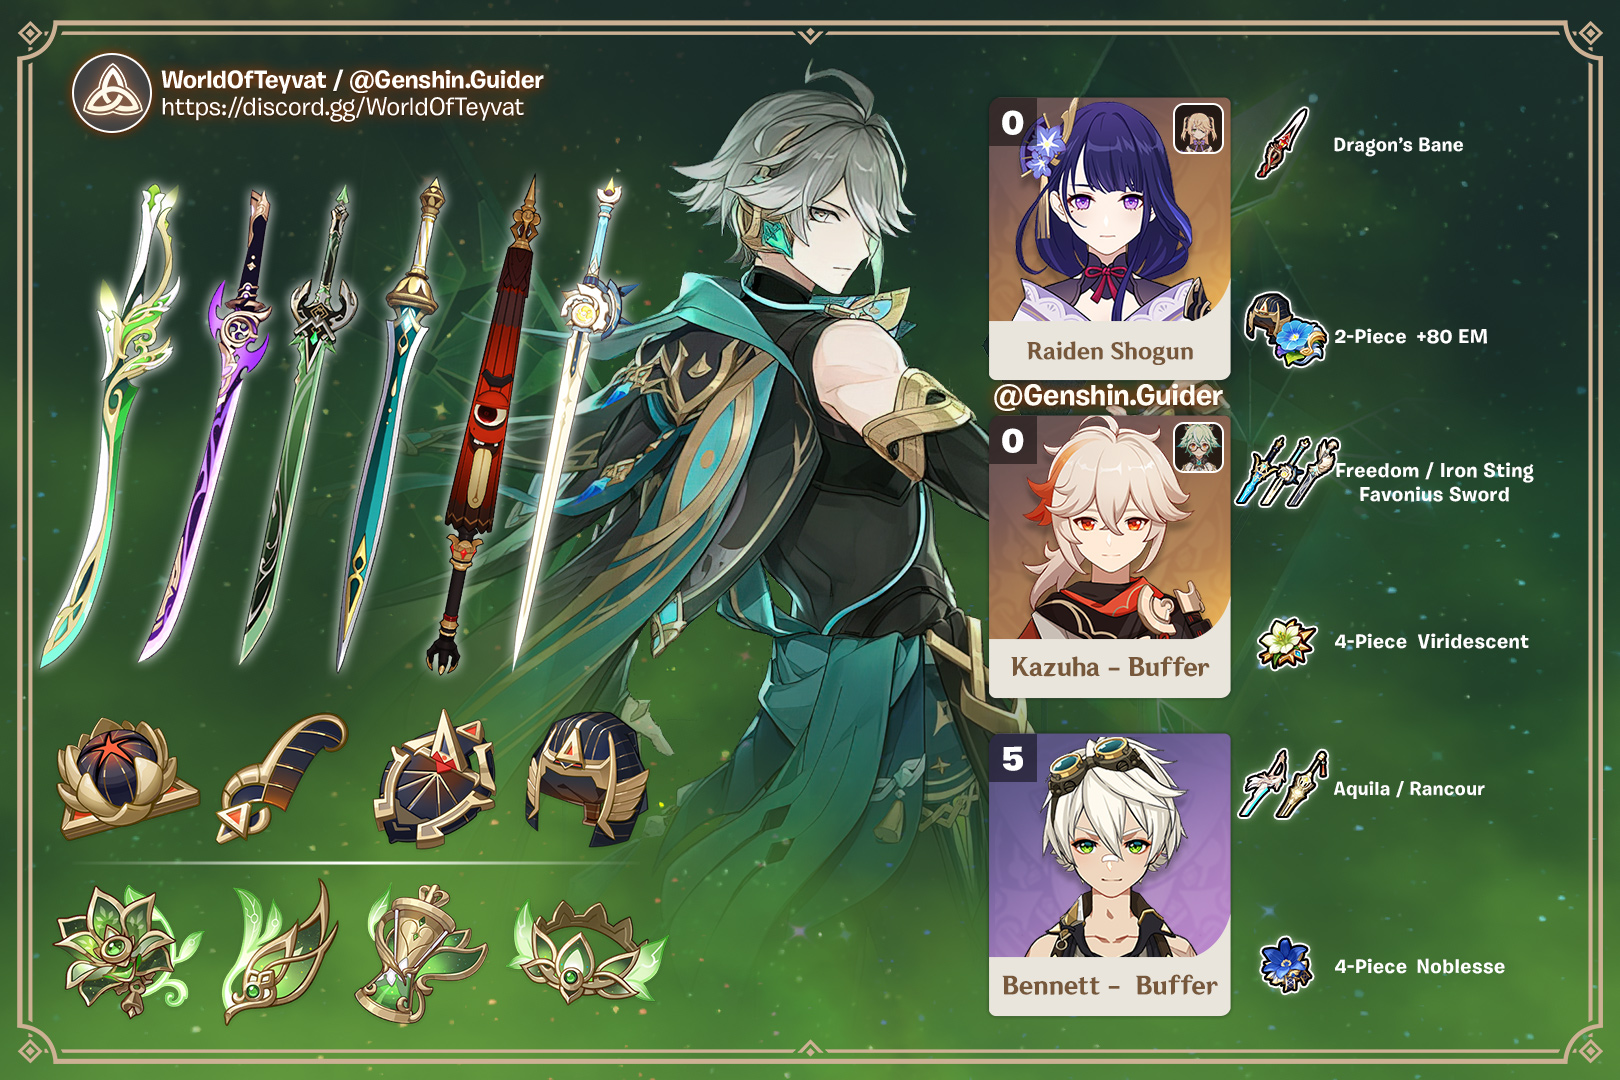 WorldOfTeyvat / @Genshin.Guider
https://discord.gg/WorldOfTeyvat
0
Raiden Shogun
Dragon's Bane
2-Piece +80 EM
@Genshin.Guider
0
Kazuha - Buffer
Freedom / Iron Sting
Favonius Sword
4-Piece Viridescent
5
Bennett - Buffer
Aquila / Rancour
4-Piece Noblesse